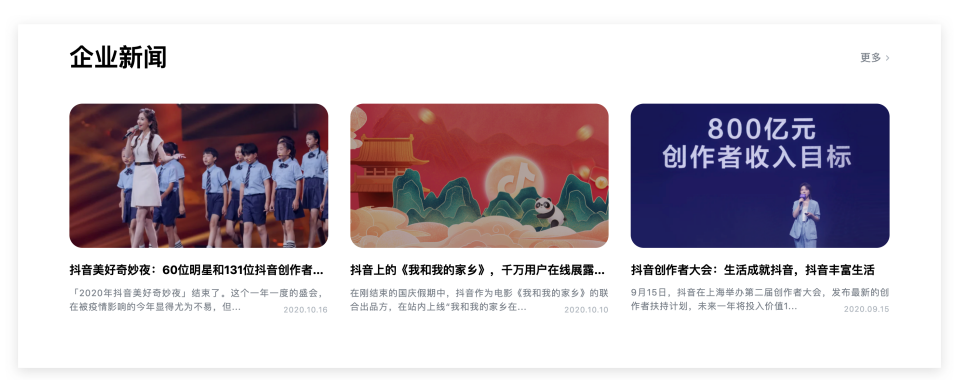 企业新闻
更多 ›
800亿元
创作者收入目标
抖音美好奇妙夜：60位明星和131位抖音创作者...
「2020年抖音美好奇妙夜」结束了。这个一年一度的盛会，
在被疫情影响的今年显得尤为不易，但...
2020.10.16
抖音上的《我和我的家乡》，千万用户在线展露...
在刚结束的国庆假期中，抖音作为电影《我和我的家乡》的联
合出品方，在站内上线“我和我的家乡在...
2020.10.10
抖音创作者大会：生活成就抖音，抖音丰富生活
9月15日，抖音在上海举办第二届创作者大会，发布最新的创
作者扶持计划，未来一年将投入价值1...
2020.09.15